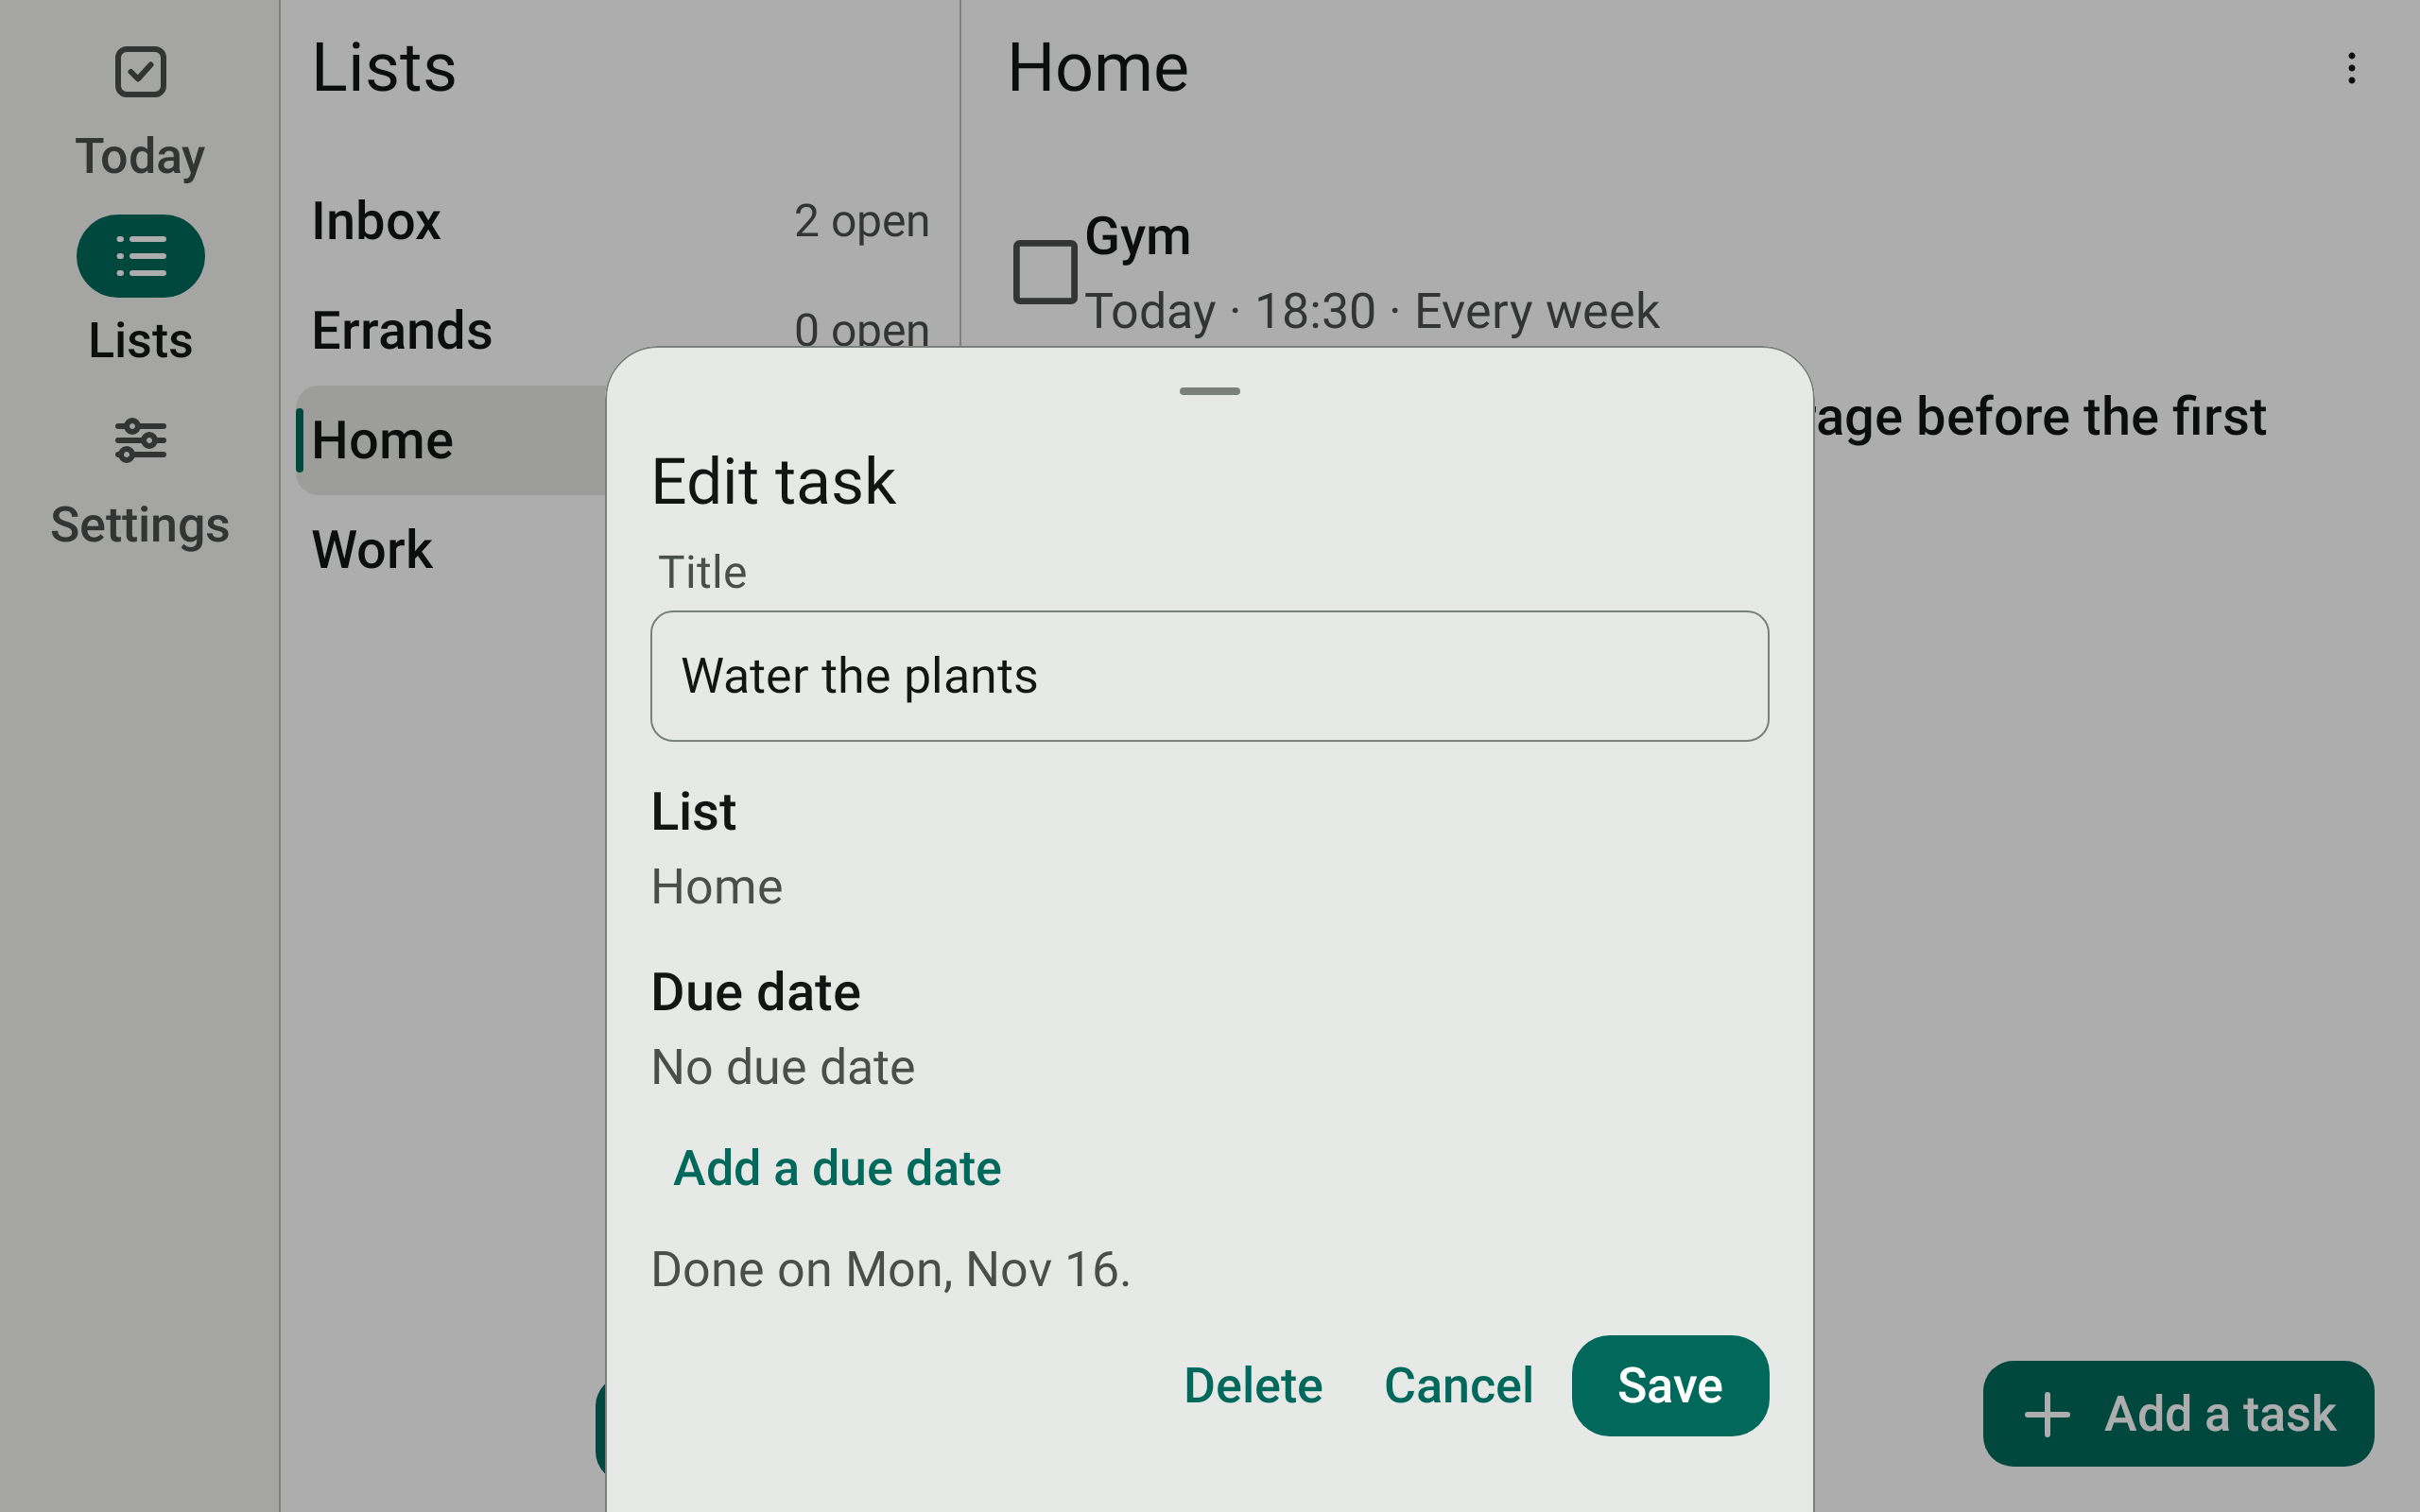 Today
Lists
Settings
Lists
Inbox 2 open
Errands 0 open
Home
Work
Home
Gym
Today · 18:30 · Every week
age before the first
Edit task
Title
Water the plants
List
Home
Due date
No due date
Add a due date
Done on Mon, Nov 16.
Delete Cancel Save
Add a task